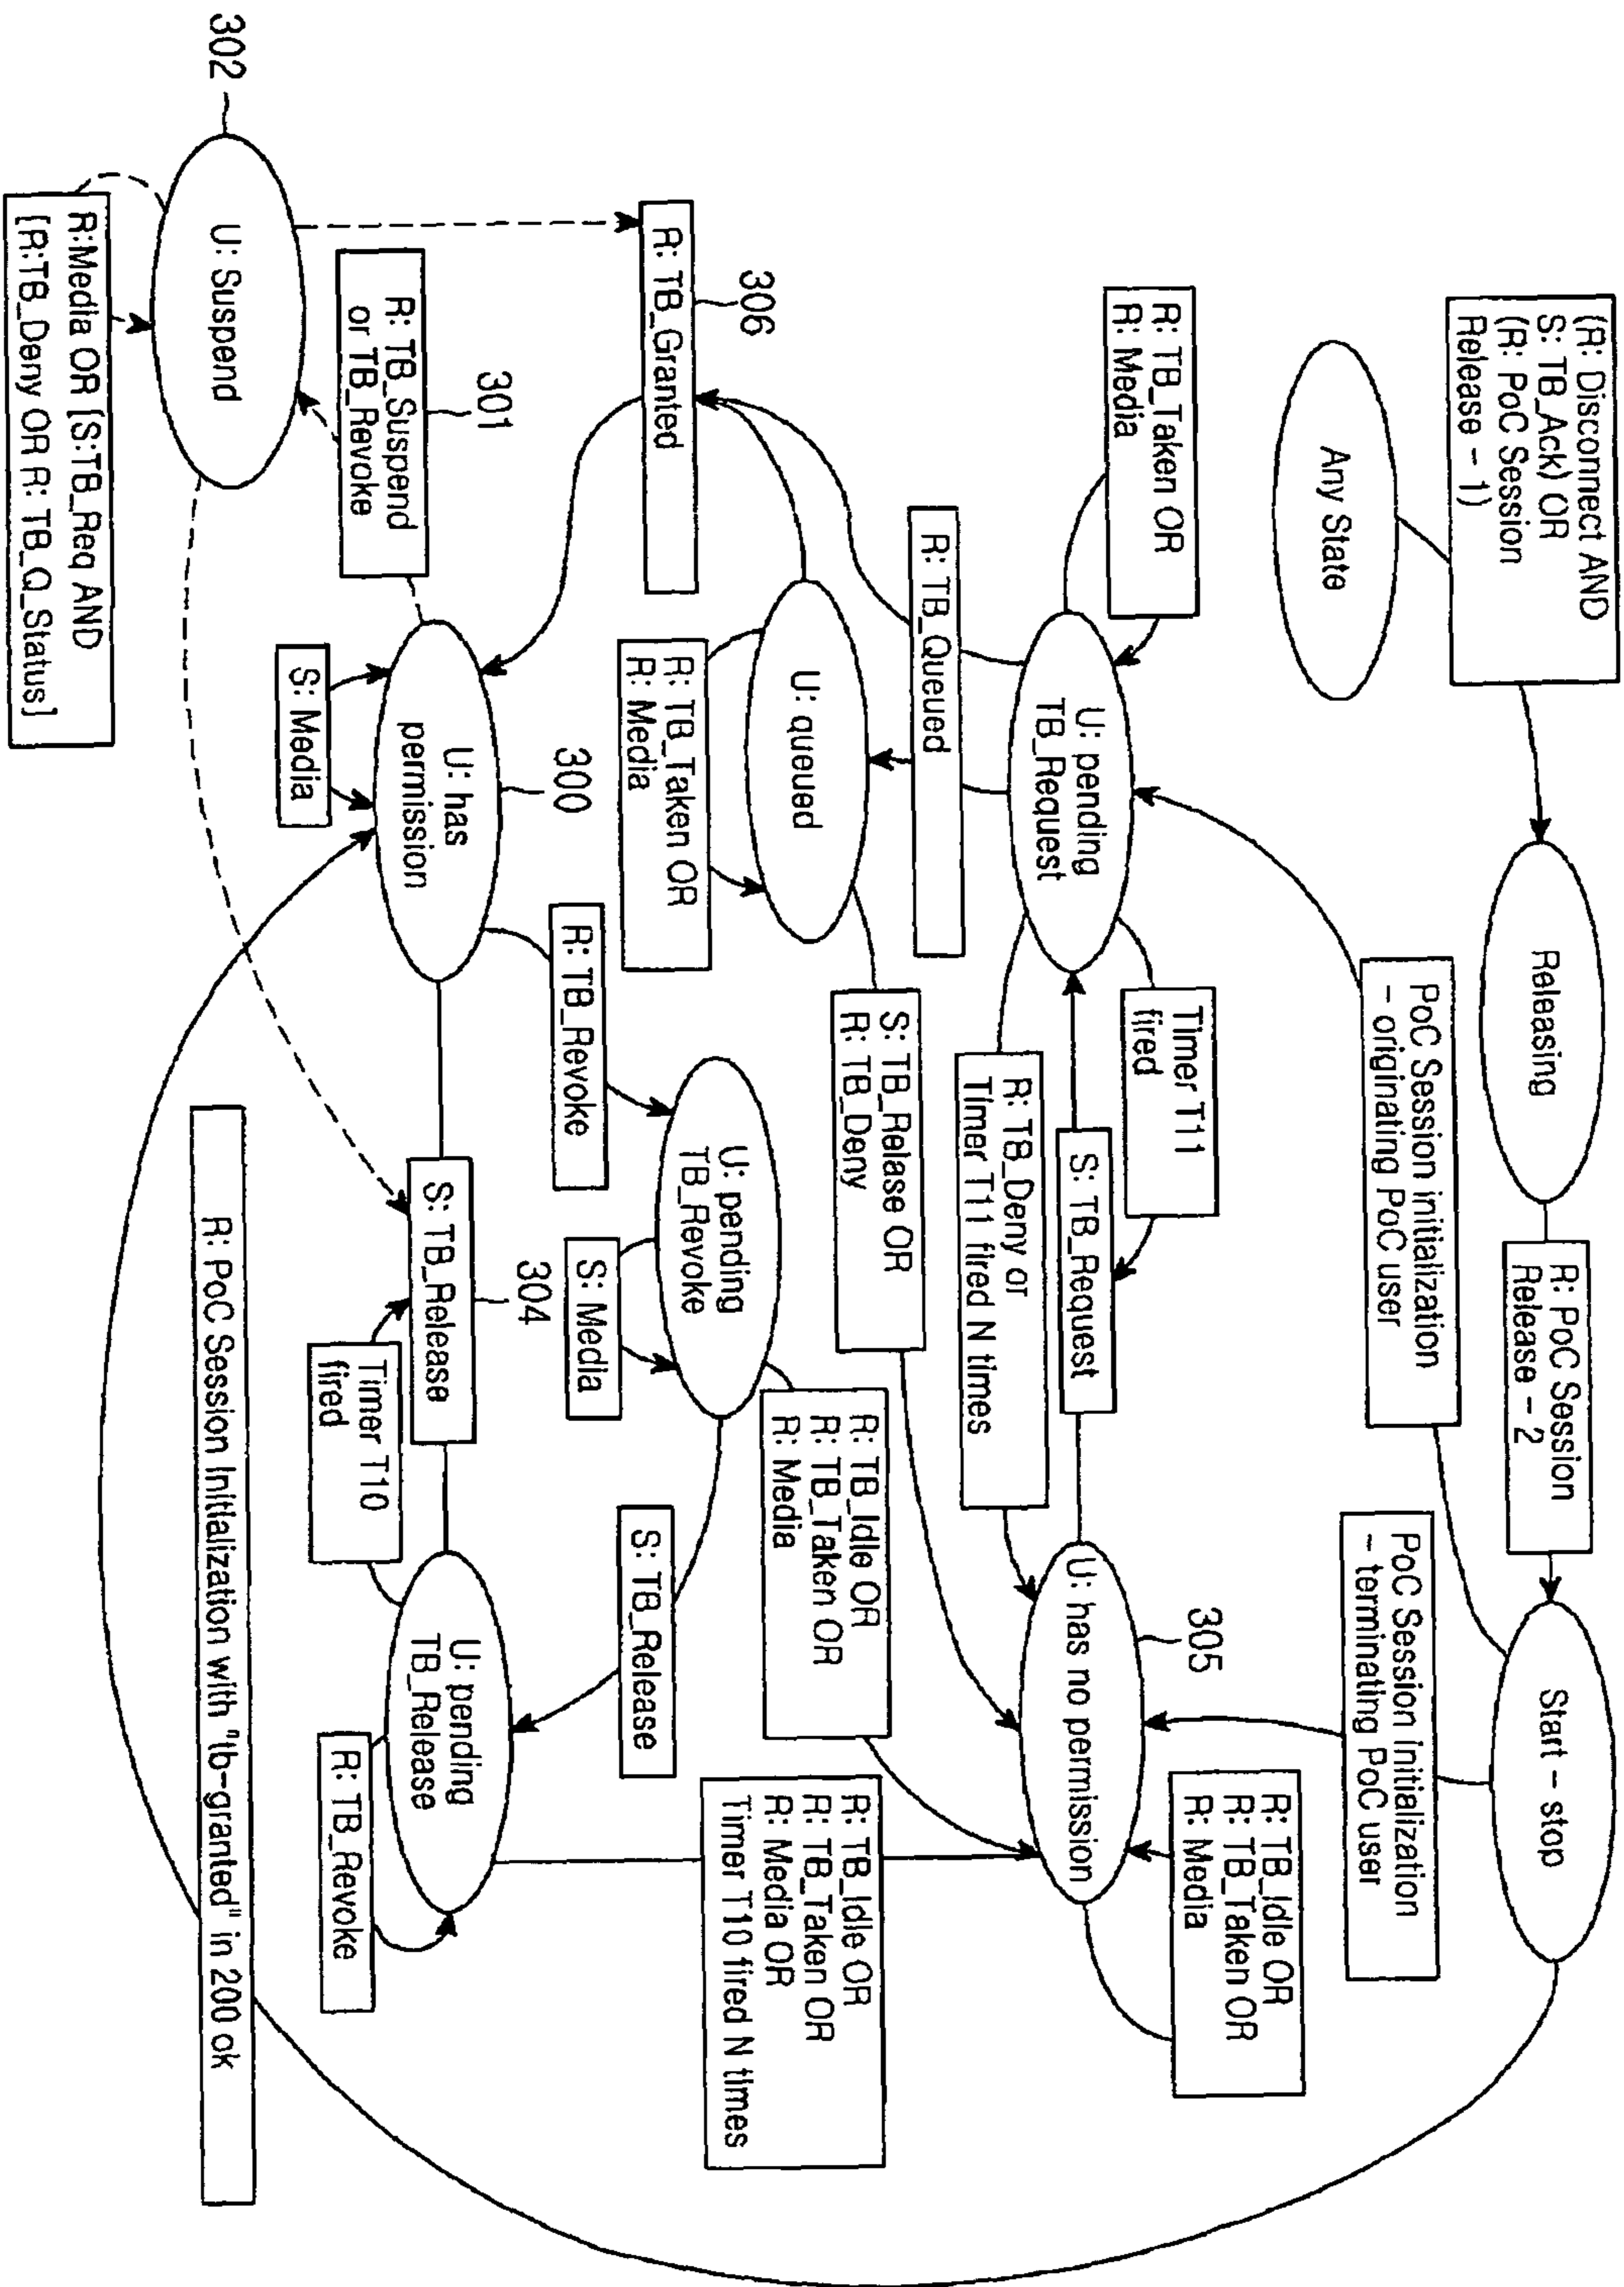 (R: Disconnect AND
S: TB_Ack) OR
(R: PoC Session
Release – 1)
Any State
Releasing
R: PoC Session
Release – 2
Start – stop
PoC Session initialization
– originating PoC user
PoC Session Initialization
– terminating PoC user
R: TB_Taken OR
R: Media
U: pending
TB_Request
Timer T11
fired
S: TB_Request
R: TB_Deny or
Timer T11 fired N times
305
U: has no permission
R: TB_Idle OR
R: TB_Taken OR
R: Media
R: TB_Queued
U: queued
R: TB_Taken OR
R: Media
S: TB_Relase OR
R: TB_Deny
306
R: TB_Granted
301
R: TB_Suspend
or TB_Revoke
300
U: has
permission
S: Media
R: TB_Revoke
U: pending
TB_Revoke
S: Media
R: TB_Idle OR
R: TB_Taken OR
R: Media
S: TB_Release
R: TB_Idle OR
R: TB_Taken OR
R: Media OR
Timer T10 fired N times
304
S: TB_Release
Timer T10
fired
U: pending
TB_Release
R: TB_Revoke
302
U: Suspend
R:Media OR [S:TB_Req AND
[R:TB_Deny OR R: TB_Q_Status]
R: PoC Session Initialization with "tb-granted" in 200 ok